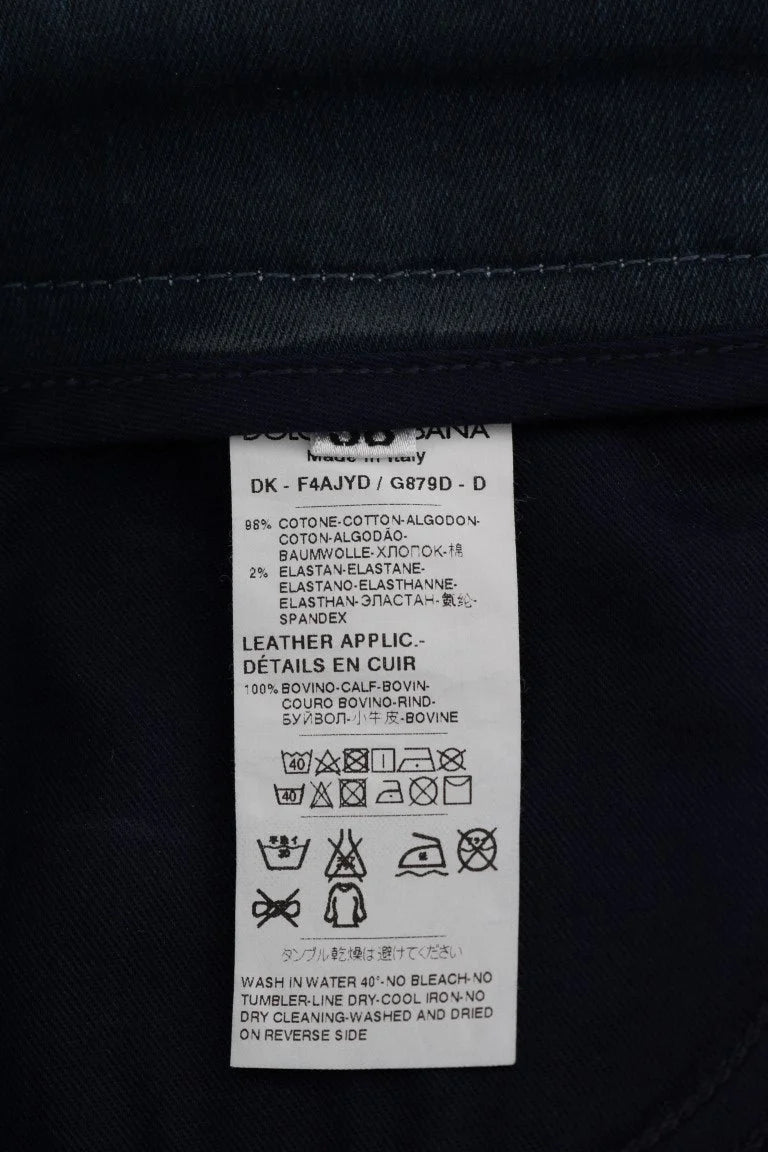 Made in Italy
DK - F4AJYD / G879D - D
98% COTONE-COTTON-ALGODON-
COTON-ALGODÃO-
BAUMWOLLE-ХЛОПОК-棉
2% ELASTAN-ELASTANE-
ELASTANO-ELASTHANNE-
ELASTHAN-ЭЛАСТАН-氨纶-
SPANDEX
LEATHER APPLIC.-
DÉTAILS EN CUIR
100% BOVINO-CALF-BOVIN-
COURO BOVINO-RIND-
БУЙВОЛ-小牛皮-BOVINE
40
40
30
タンブル乾燥は避けてください
WASH IN WATER 40°-NO BLEACH-NO
TUMBLER-LINE DRY-COOL IRON-NO
DRY CLEANING-WASHED AND DRIED
ON REVERSE SIDE